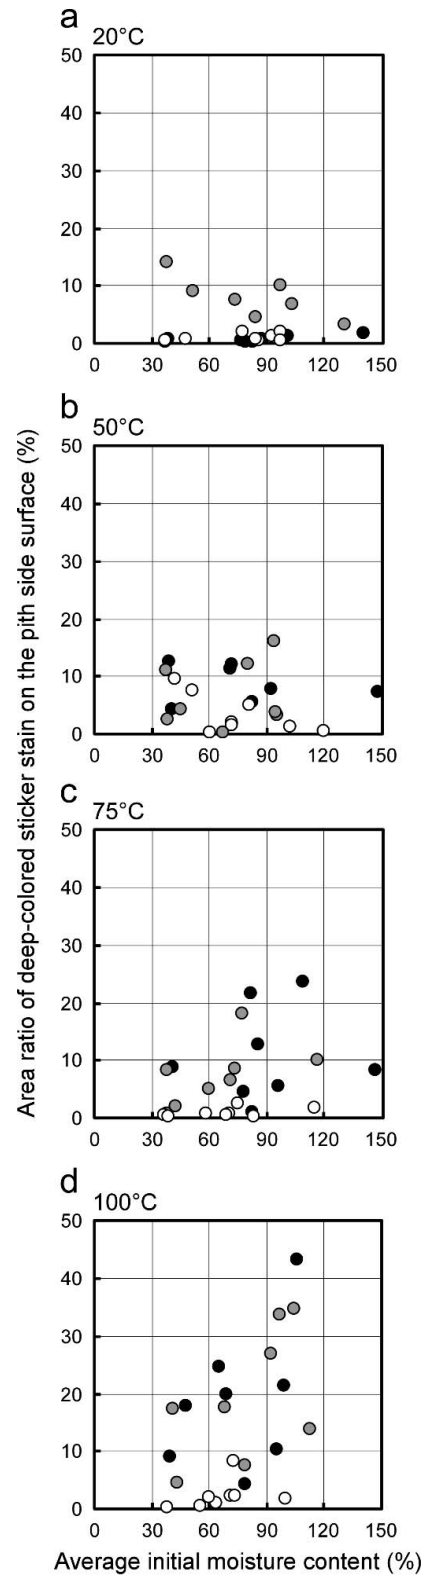 Area ratio of deep-colored sticker stain on the pith side surface (%)
a
20°C
50
40
30
20
10
0
0 30 60 90 120 150
b
50°C
50
40
30
20
10
0
0 30 60 90 120 150
c
75°C
50
40
30
20
10
0
0 30 60 90 120 150
d
100°C
50
40
30
20
10
0
0 30 60 90 120 150
Average initial moisture content (%)